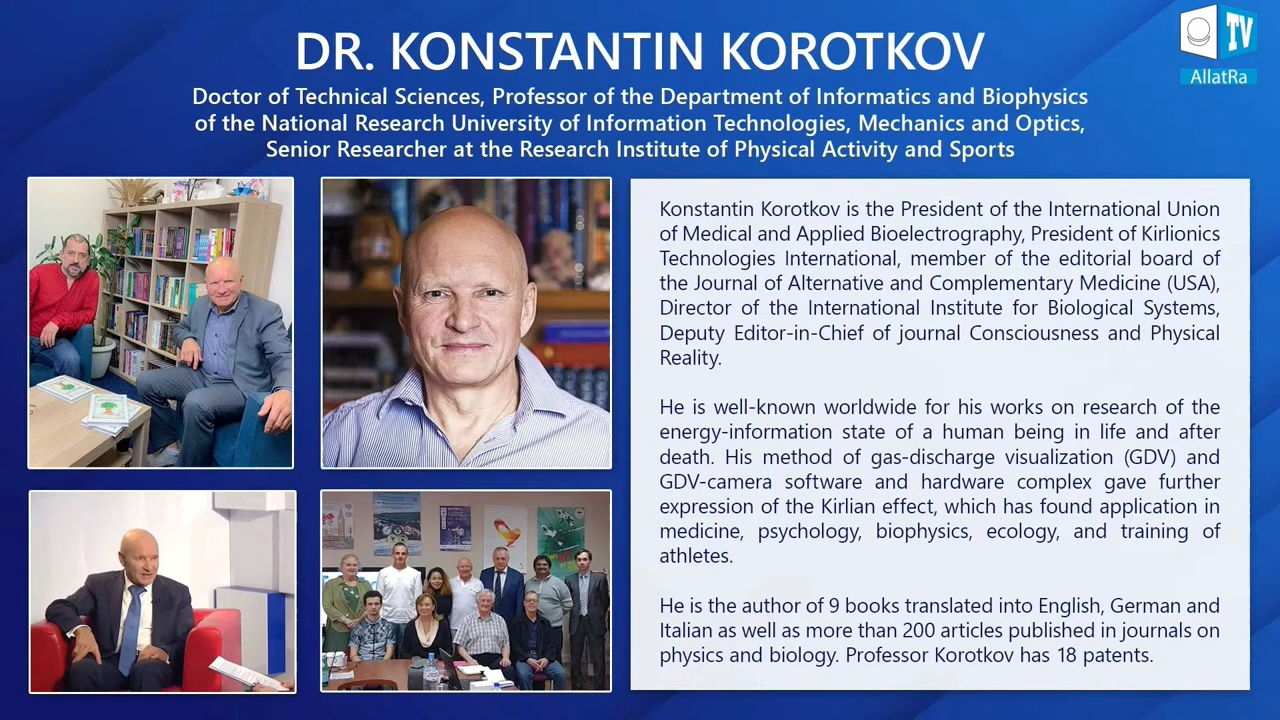 DR. KONSTANTIN KOROTKOV
TV
AllatRa
Doctor of Technical Sciences, Professor of the Department of Informatics and Biophysics
of the National Research University of Information Technologies, Mechanics and Optics,
Senior Researcher at the Research Institute of Physical Activity and Sports
Konstantin Korotkov is the President of the International Union
of Medical and Applied Bioelectrography, President of Kirlionics
Technologies International, member of the editorial board of
the Journal of Alternative and Complementary Medicine (USA),
Director of the International Institute for Biological Systems,
Deputy Editor-in-Chief of journal Consciousness and Physical
Reality.
He is well-known worldwide for his works on research of the
energy-information state of a human being in life and after
death. His method of gas-discharge visualization (GDV) and
GDV-camera software and hardware complex gave further
expression of the Kirlian effect, which has found application in
medicine, psychology, biophysics, ecology, and training of
athletes.
He is the author of 9 books translated into English, German and
Italian as well as more than 200 articles published in journals on
physics and biology. Professor Korotkov has 18 patents.